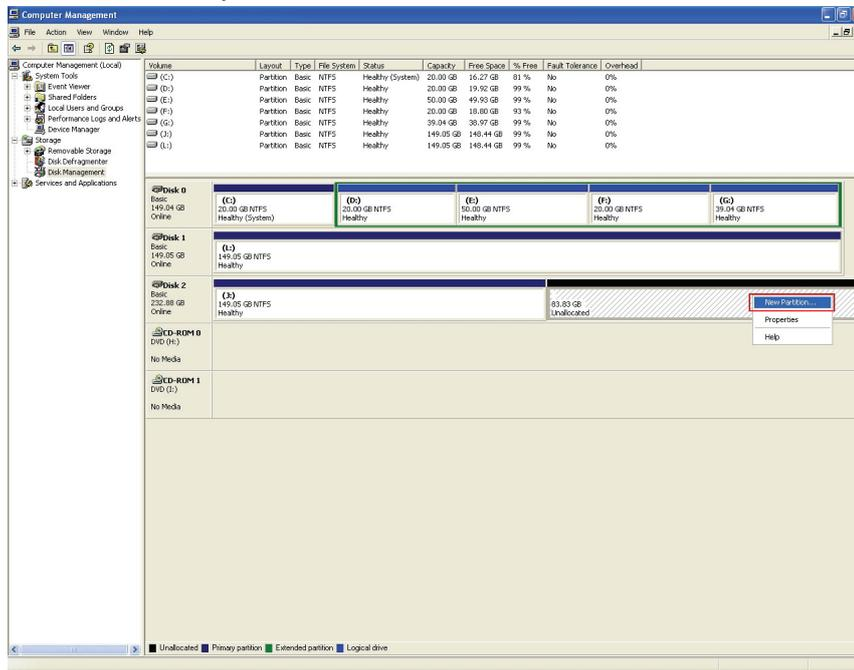 Computer Management
File Action View Window Help
Computer Management (Local)
System Tools
Event Viewer
Shared Folders
Local Users and Groups
Performance Logs and Alerts
Device Manager
Storage
Removable Storage
Disk Defragmenter
Disk Management
Services and Applications
Volume Layout Type File System Status Capacity Free Space % Free Fault Tolerance Overhead
(C:) Partition Basic NTFS Healthy (System) 20.00 GB 16.27 GB 81 % No 0%
(D:) Partition Basic NTFS Healthy 20.00 GB 19.92 GB 99 % No 0%
(E:) Partition Basic NTFS Healthy 50.00 GB 49.93 GB 99 % No 0%
(F:) Partition Basic NTFS Healthy 20.00 GB 18.80 GB 93 % No 0%
(G:) Partition Basic NTFS Healthy 39.04 GB 38.97 GB 99 % No 0%
(J:) Partition Basic NTFS Healthy 149.05 GB 148.44 GB 99 % No 0%
(L:) Partition Basic NTFS Healthy 149.05 GB 148.44 GB 99 % No 0%
Disk 0
Basic
149.04 GB
Online
(C:)
20.00 GB NTFS
Healthy (System)
(D:)
20.00 GB NTFS
Healthy
(E:)
50.00 GB NTFS
Healthy
(F:)
20.00 GB NTFS
Healthy
(G:)
39.04 GB NTFS
Healthy
Disk 1
Basic
149.05 GB
Online
(L:)
149.05 GB NTFS
Healthy
Disk 2
Basic
232.88 GB
Online
(J:)
149.05 GB NTFS
Healthy
83.83 GB
Unallocated
New Partition...
Properties
Help
CD-ROM 0
DVD (H:)
No Media
CD-ROM 1
DVD (I:)
No Media
Unallocated Primary partition Extended partition Logical drive